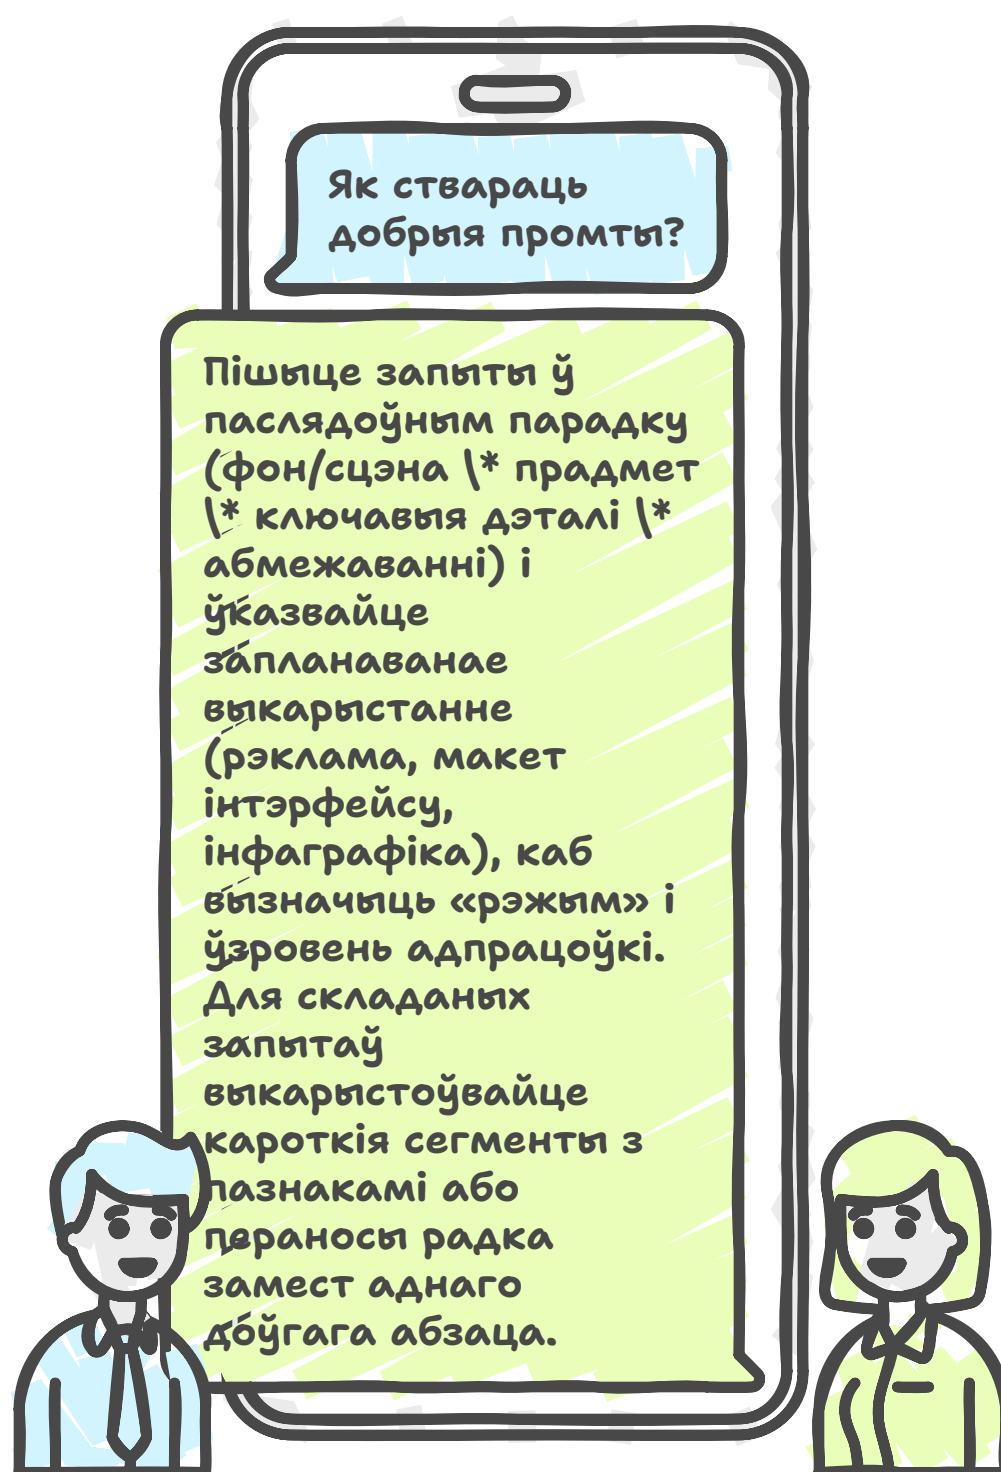 Як ствараць
добрыя промты?
Пішыце запыты ў
паслядоўным парадку
(фон/сцэна \* прадмет
\* ключавыя дэталі \*
абмежаванні) і
ўказвайце
запланаванае
выкарыстанне
(рэклама, макет
інтэрфейсу,
інфаграфіка), каб
вызначыць «рэжым» і
ўзровень адпрацоўкі.
Для складаных
запытаў
выкарыстоўвайце
кароткія сегменты з
пазнакамі або
пераносы радка
замест аднаго
доўгага абзаца.